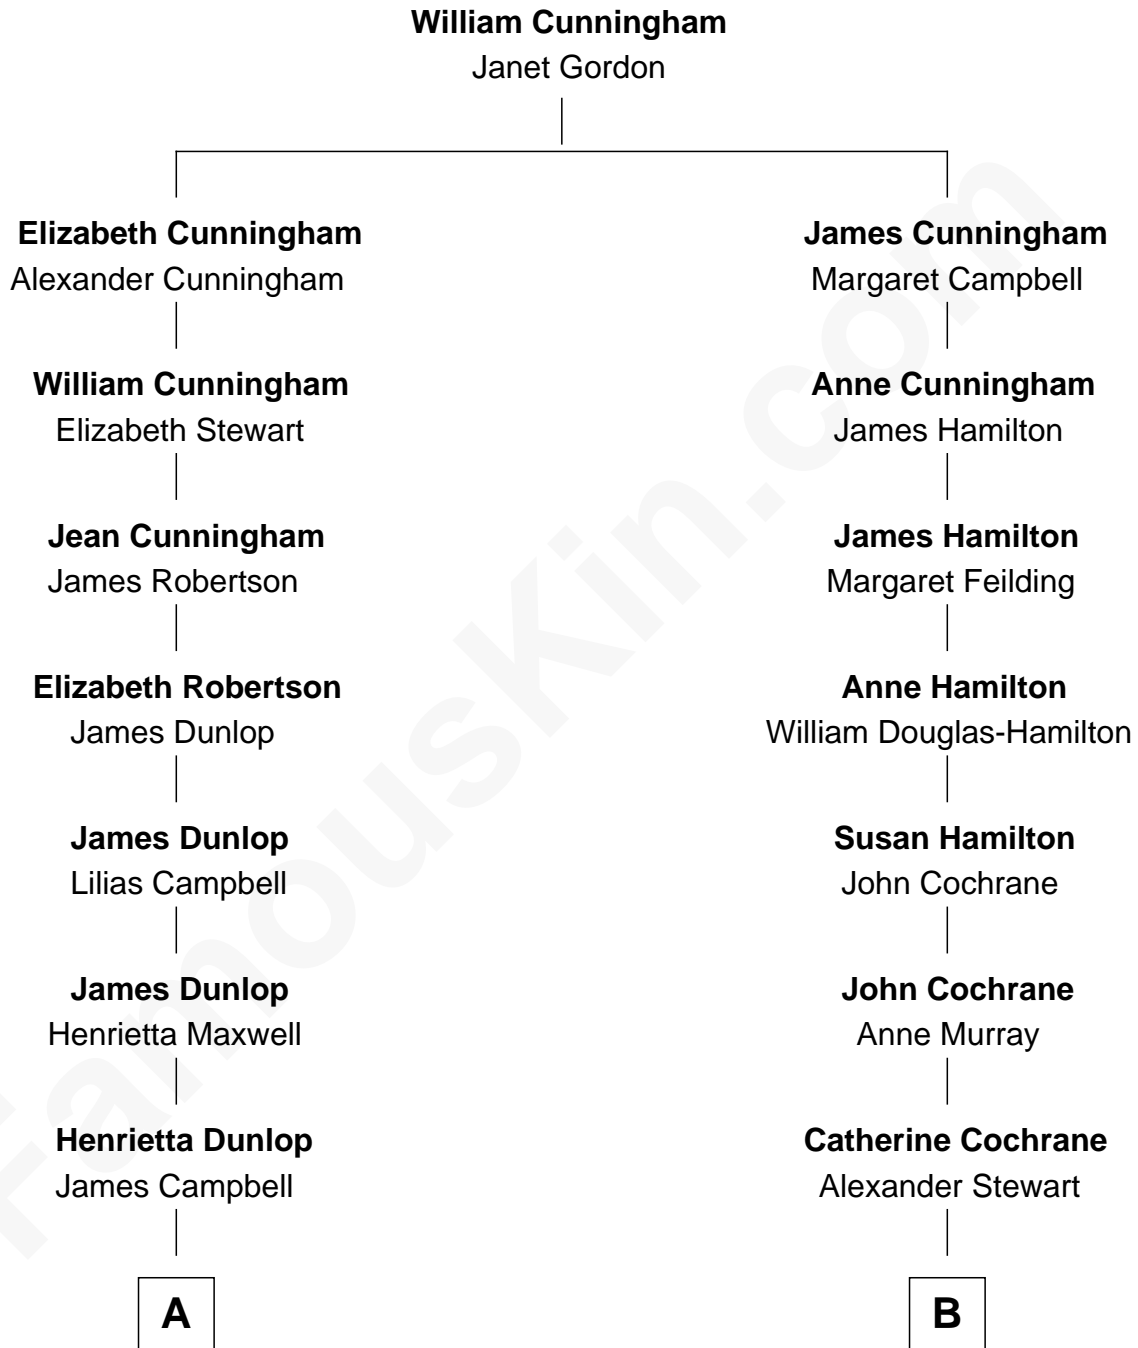 William Cunningham
Janet Gordon
Elizabeth Cunningham
Alexander Cunningham
James Cunningham
Margaret Campbell
William Cunningham
Elizabeth Stewart
Anne Cunningham
James Hamilton
Jean Cunningham
James Robertson
James Hamilton
Margaret Feilding
Elizabeth Robertson
James Dunlop
Anne Hamilton
William Douglas-Hamilton
James Dunlop
Lilias Campbell
Susan Hamilton
John Cochrane
James Dunlop
Henrietta Maxwell
John Cochrane
Anne Murray
Henrietta Dunlop
James Campbell
Catherine Cochrane
Alexander Stewart
A
B
FamousKin.com